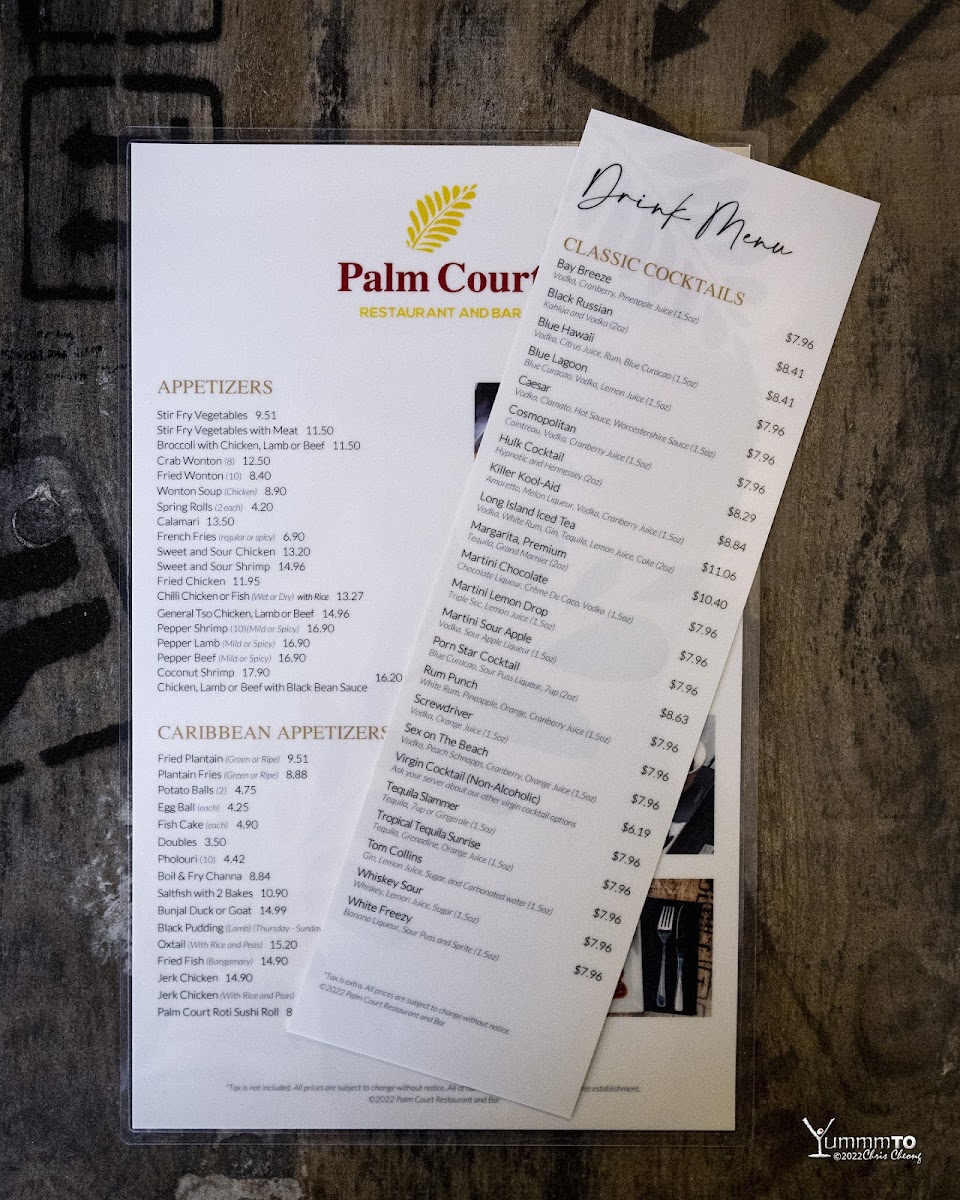 Palm Court
RESTAURANT AND BAR
APPETIZERS
Stir Fry Vegetables 9.51
Stir Fry Vegetables with Meat 11.50
Broccoli with Chicken, Lamb or Beef 11.50
Crab Wonton (8) 12.50
Fried Wonton (10) 8.40
Wonton Soup (Chicken) 8.90
Spring Rolls (2 each) 4.20
Calamari 13.50
French Fries (regular or spicy) 6.90
Sweet and Sour Chicken 13.20
Sweet and Sour Shrimp 14.96
Fried Chicken 11.95
Chilli Chicken or Fish (Wet or Dry) with Rice 13.27
General Tso Chicken, Lamb or Beef 14.96
Pepper Shrimp (10)(Mild or Spicy) 16.90
Pepper Lamb (Mild or Spicy) 16.90
Pepper Beef (Mild or Spicy) 16.90
Coconut Shrimp 17.90
Chicken, Lamb or Beef with Black Bean Sauce 16.20
CARIBBEAN APPETIZERS
Fried Plantain (Green or Ripe) 9.51
Plantain Fries (Green or Ripe) 8.88
Potato Balls (2) 4.75
Egg Ball (each) 4.25
Fish Cake (each) 4.90
Doubles 3.50
Pholouri (10) 4.42
Boil & Fry Channa 8.84
Saltfish with 2 Bakes 10.90
Bunjal Duck or Goat 14.99
Black Pudding (Lamb) (Thursday - Sunday
Oxtail (With Rice and Peas) 15.20
Fried Fish (Bangamary) 14.90
Jerk Chicken 14.90
Jerk Chicken (With Rice and Peas)
Palm Court Roti Sushi Roll 8
*Tax is not included. All prices are subject to change without notice. All of establishment.
©2022 Palm Court Restaurant and Bar
Drink Menu
CLASSIC COCKTAILS
Bay Breeze $7.96
Vodka, Cranberry, Pineapple Juice (1.5oz)
Black Russian $8.41
Kahlua and Vodka (2oz)
Blue Hawaii $8.41
Vodka, Citrus Juice, Rum, Blue Curacao (1.5oz)
Blue Lagoon $7.96
Blue Curacao, Vodka, Lemon Juice (1.5oz)
Caesar $7.96
Vodka, Clamato, Hot Sauce, Worcestershire Sauce (1.5oz)
Cosmopolitan $7.96
Cointreau, Vodka, Cranberry Juice (1.5oz)
Hulk Cocktail $8.29
Hypnotic and Hennessey (2oz)
Killer Kool-Aid $8.84
Amaretto, Melon Liqueur, Vodka, Cranberry Juice (1.5oz)
Long Island Iced Tea $11.06
Vodka, White Rum, Gin, Tequila, Lemon Juice, Coke (2oz)
Margarita, Premium $10.40
Tequila, Grand Marnier (2oz)
Martini Chocolate $7.96
Chocolate Liqueur, Crème De Caco, Vodka (1.5oz)
Martini Lemon Drop $7.96
Triple Sec, Lemon Juice (1.5oz)
Martini Sour Apple $7.96
Vodka, Sour Apple Liqueur (1.5oz)
Porn Star Cocktail $8.63
Blue Curacao, Sour Puss Liqueur, 7up (2oz)
Rum Punch $7.96
White Rum, Pineapple, Orange, Cranberry Juice (1.5oz)
Screwdriver $7.96
Vodka, Orange Juice (1.5oz)
Sex on The Beach $7.96
Vodka, Peach Schnapps, Cranberry, Orange Juice (1.5oz)
Virgin Cocktail (Non-Alcoholic) $6.19
Ask your server about our other virgin cocktail options
Tequila Slammer $7.96
Tequila, 7up or Gingerale (1.5oz)
Tropical Tequila Sunrise $7.96
Tequila, Grenadine, Orange Juice (1.5oz)
Tom Collins $7.96
Gin, Lemon Juice, Sugar, and Carbonated water (1.5oz)
Whiskey Sour $7.96
Whiskey, Lemon Juice, Sugar (1.5oz)
White Freezy $7.96
Banana Liqueur, Sour Puss and Sprite (1.5oz)
*Tax is extra. All prices are subject to change without notice.
©2022 Palm Court Restaurant and Bar
YummmTO
©2022 Chris Cheong